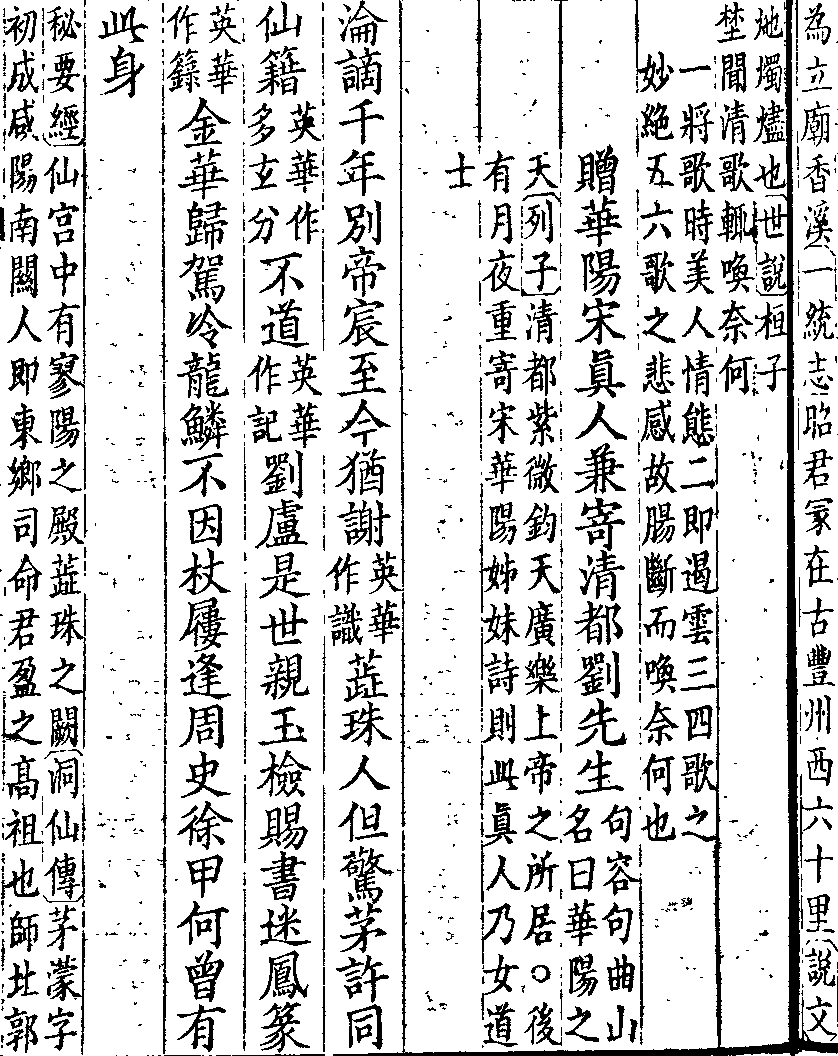 為立廟香溪〔一統志〕昭君冢在古豐州西六十里〔說文
灺燭燼也〔世說〕桓子
埜聞清歌輒喚奈何
一將歌時美人情態二即遏雲三四歌之
妙絶五六歌之悲感故腸斷而喚奈何也
贈華陽宋眞人兼寄清都劉先生
句容句曲山
名曰華陽之
天〔列子〕清都紫微鈞天廣樂上帝之所居○後
有月夜重寄宋華陽姊妹詩則此眞人乃女道
士
淪謫千年別帝宸至今猶謝
英華
作識
蕋珠人但驚茅許同
仙籍
英華作
多玄分
不道
英華
作記
劉盧是世親玉檢賜書迷鳳篆
英華
作籙
金華歸駕冷龍鱗不因杖屨逢周史徐甲何曾有
此身
秘要經〕仙宫中有寥陽之殿蕋珠之闕〔洞仙傳〕茅濛字
初成咸陽南關人即東鄉司命君盈之髙祖也師北郭